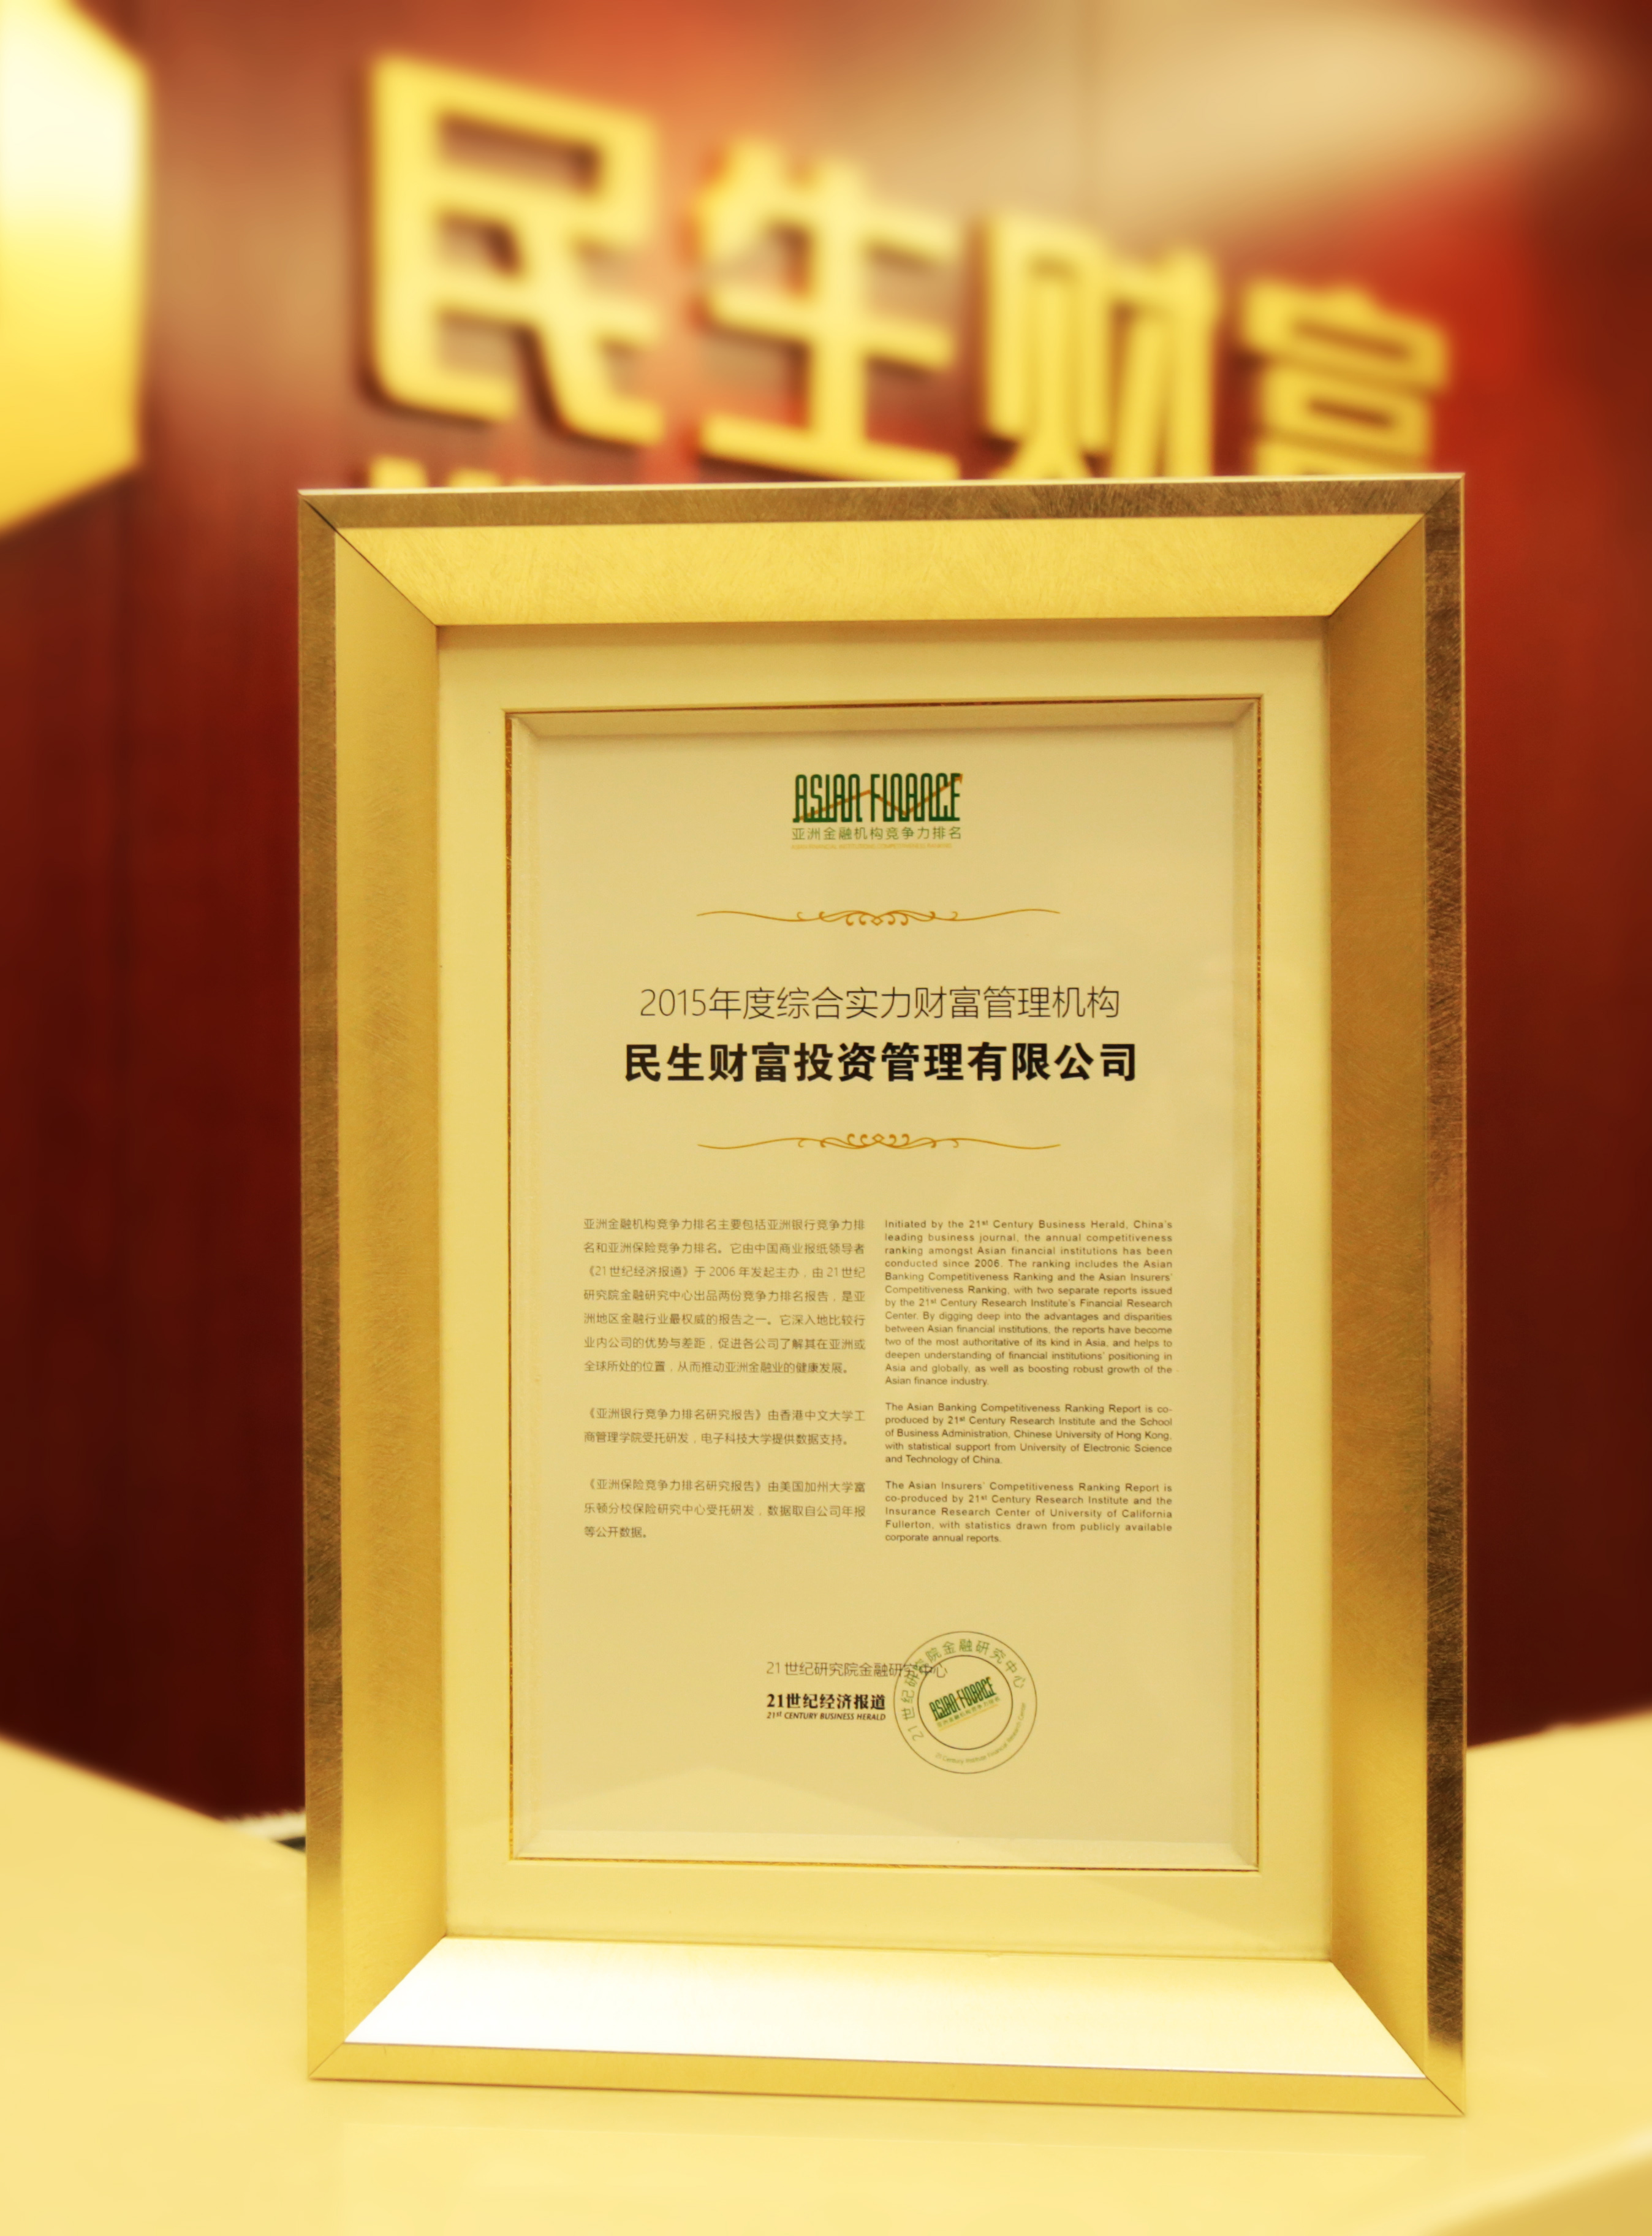 民生财富
ASIAN FINANCE
亚洲金融机构竞争力排名
2015年度综合实力财富管理机构
民生财富投资管理有限公司
亚洲金融机构竞争力排名主要包括亚洲银行竞争力排
名和亚洲保险竞争力排名。它由中国商业报纸领导者
《21世纪经济报道》于2006年发起主办，由21世纪
研究院金融研究中心出品两份竞争力排名报告，是亚
洲地区金融行业最权威的报告之一。它深入地比较行
业内公司的优势与差距，促进各公司了解其在亚洲或
全球所处的位置，从而推动亚洲金融业的健康发展。
《亚洲银行竞争力排名研究报告》由香港中文大学工
商管理学院受托研发，电子科技大学提供数据支持。
《亚洲保险竞争力排名研究报告》由美国加州大学富
乐顿分校保险研究中心受托研发，数据取自公司年报
等公开数据。
Initiated by the 21st Century Business Herald, China's
leading business journal, the annual competitiveness
ranking amongst Asian financial institutions has been
conducted since 2006. The ranking includes the Asian
Banking Competitiveness Ranking and the Asian Insurers'
Competitiveness Ranking, with two separate reports issued
by the 21st Century Research Institute's Financial Research
Center. By digging deep into the advantages and disparities
between Asian financial institutions, the reports have become
two of the most authoritative of its kind in Asia, and helps to
deepen understanding of financial institutions' positioning in
Asia and globally, as well as boosting robust growth of the
Asian finance industry.
The Asian Banking Competitiveness Ranking Report is co-
produced by 21st Century Research Institute and the School
of Business Administration, Chinese University of Hong Kong,
with statistical support from University of Electronic Science
and Technology of China.
The Asian Insurers' Competitiveness Ranking Report is
co-produced by 21st Century Research Institute and the
Insurance Research Center of University of California
Fullerton, with statistics drawn from publicly available
corporate annual reports.
21世纪研究院金融研究中心
21世纪经济报道
21st CENTURY BUSINESS HERALD
21世纪研究院金融研究中心
ASIAN FINANCE